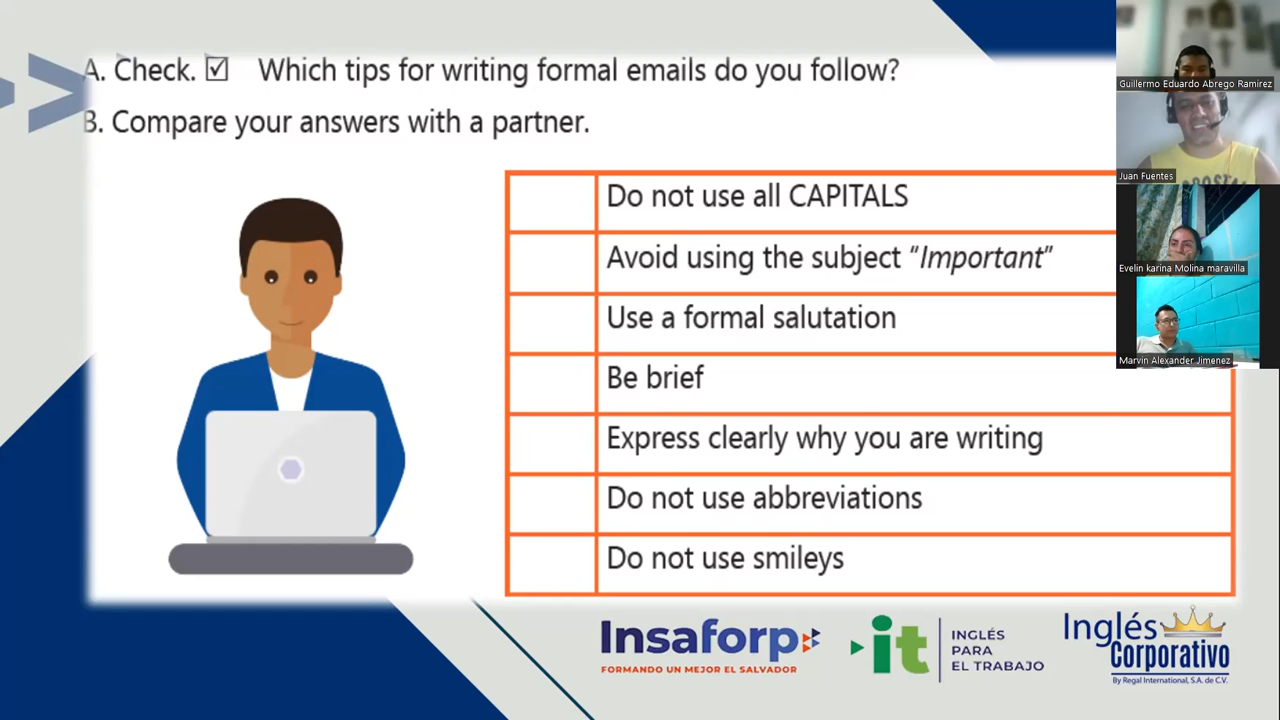 A. Check. ☑ Which tips for writing formal emails do you follow?
B. Compare your answers with a partner.
Do not use all CAPITALS
Avoid using the subject “Important”
Use a formal salutation
Be brief
Express clearly why you are writing
Do not use abbreviations
Do not use smileys
Guillermo Eduardo Abrego Ramirez
Juan Fuentes
Evelin karina Molina maravilla
Marvin Alexander Jimenez
Insaforp
FORMANDO UN MEJOR EL SALVADOR
it
INGLÉS
PARA
EL TRABAJO
Inglés
Corporativo
By Regal International, S.A. de C.V.